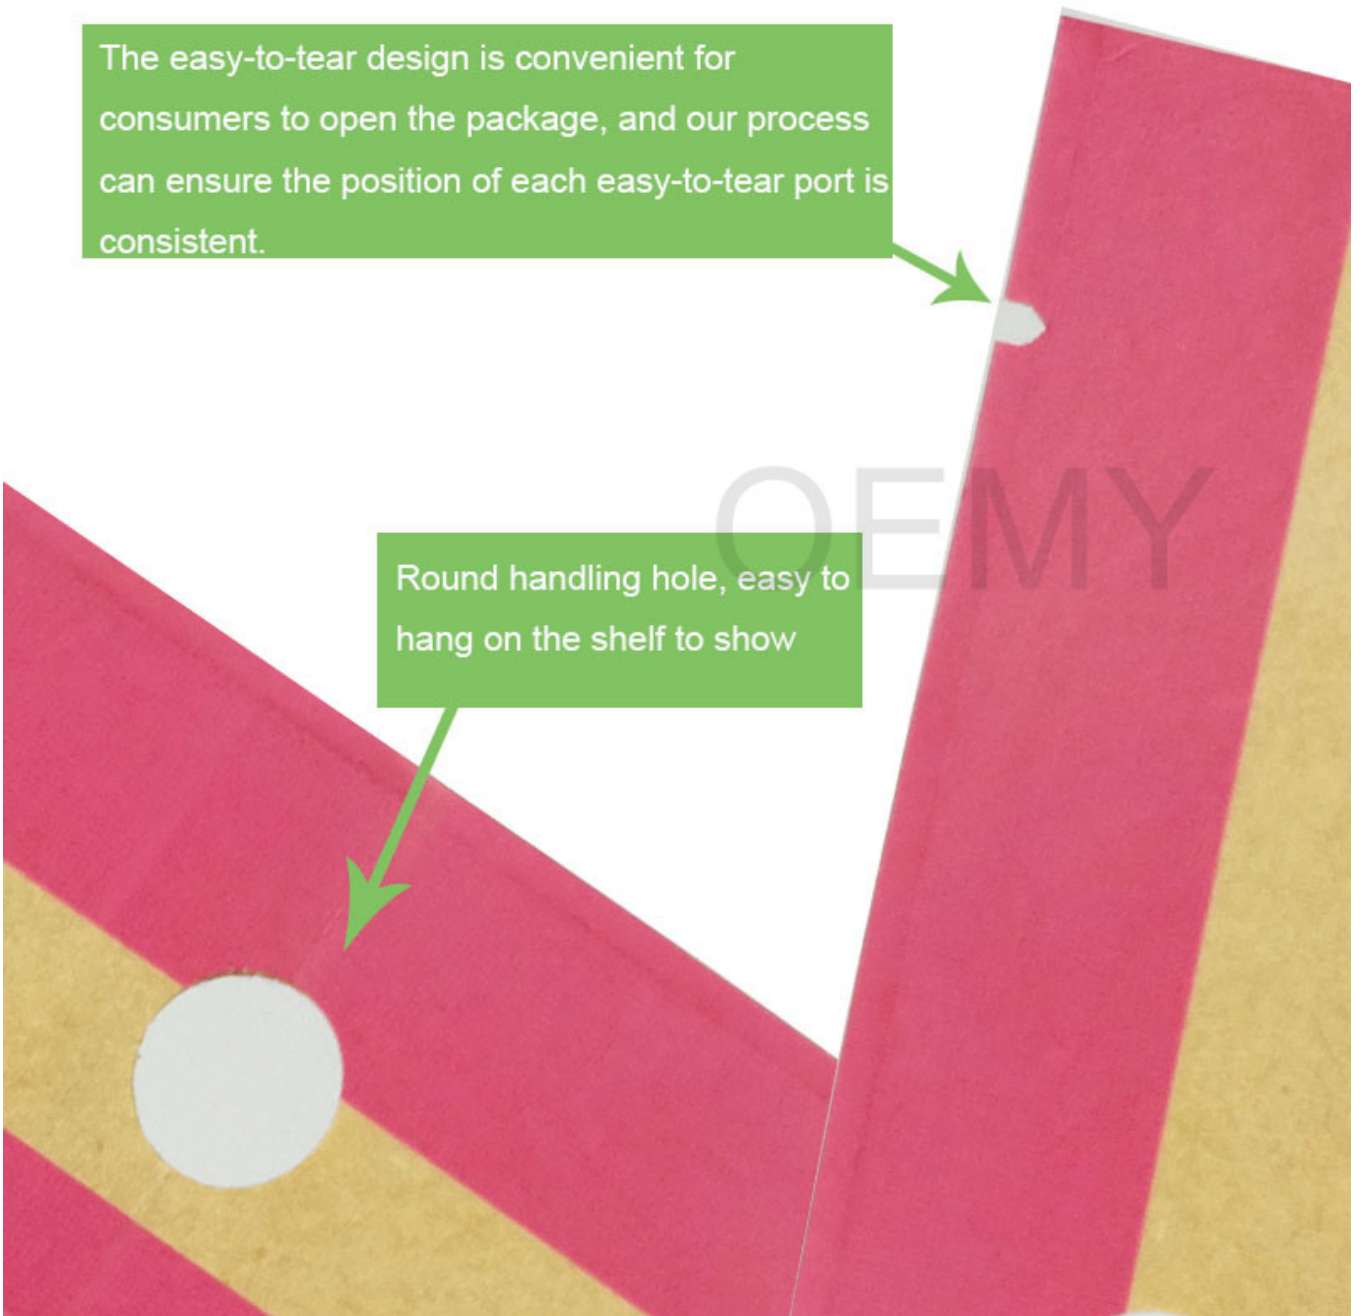 The easy-to-tear design is convenient for
consumers to open the package, and our process
can ensure the position of each easy-to-tear port is
consistent.
OEMY
Round handling hole, easy to
hang on the shelf to show